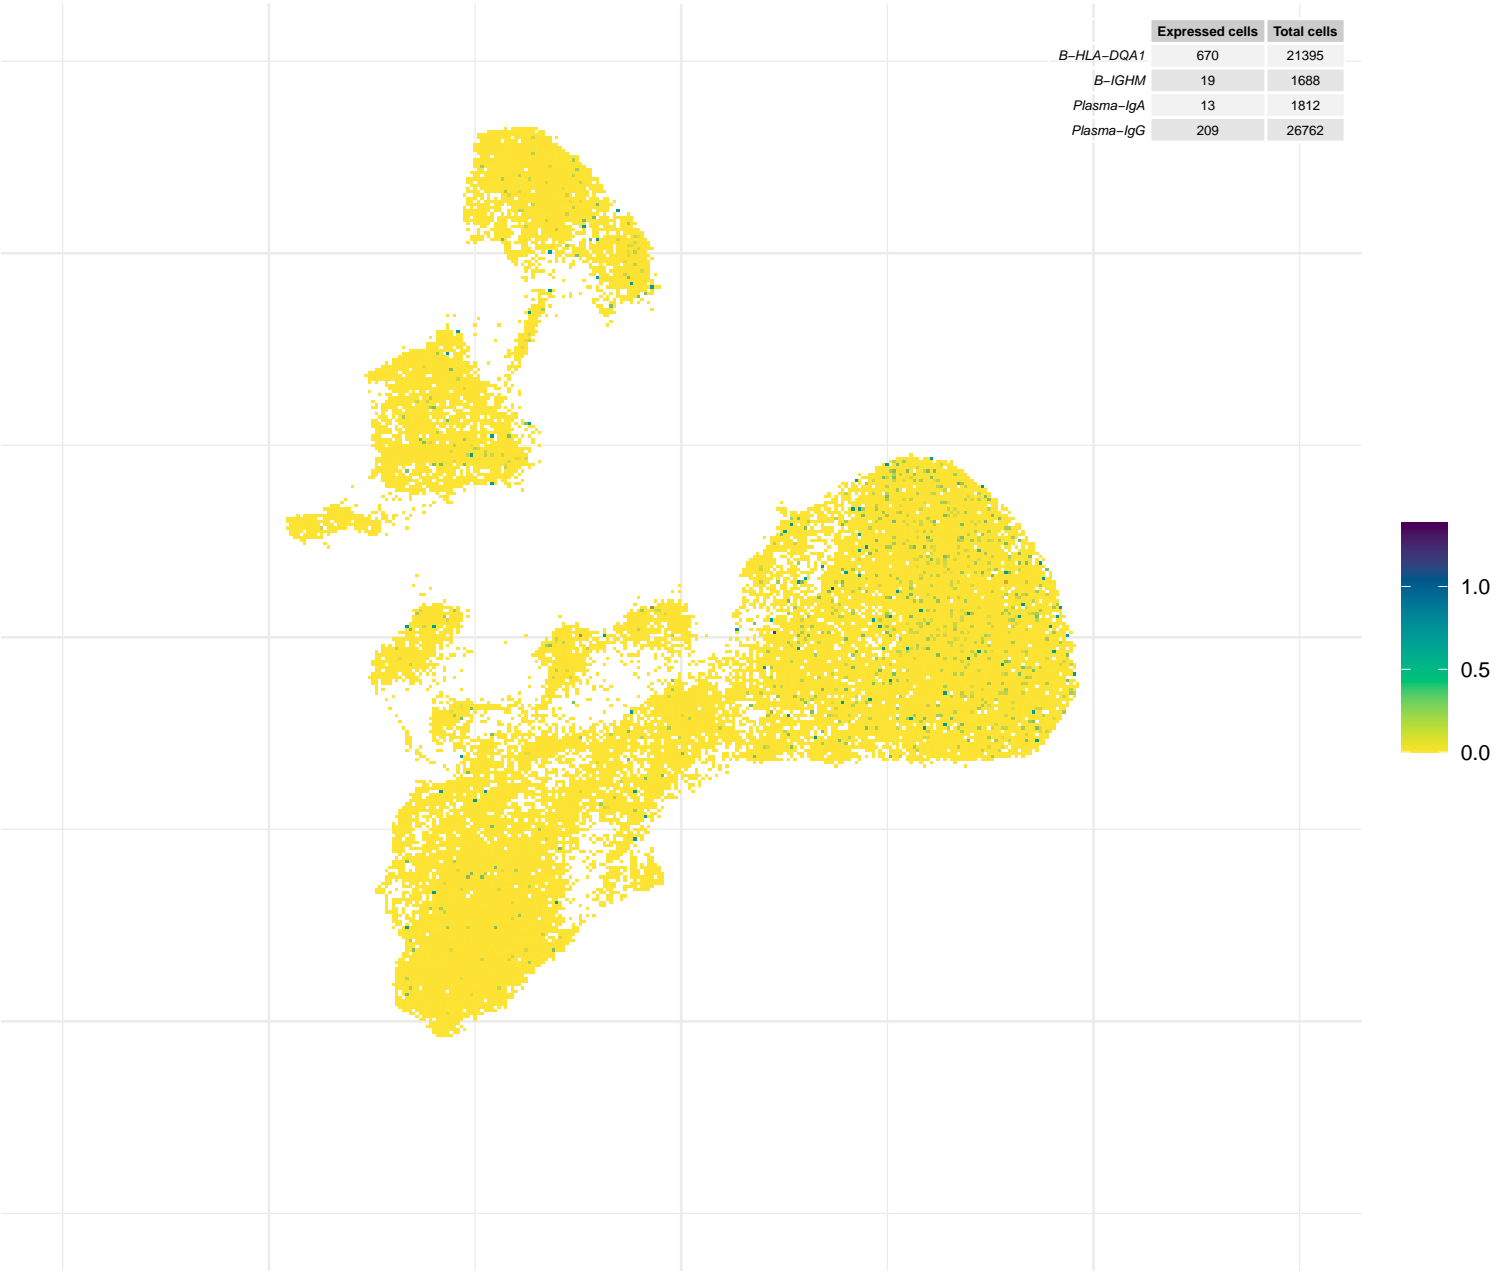 Expressed cells Total cells
B−HLA−DQA1 670 21395
B−IGHM 19 1688
Plasma−IgA 13 1812
Plasma−IgG 209 26762
1.0
0.5
0.0